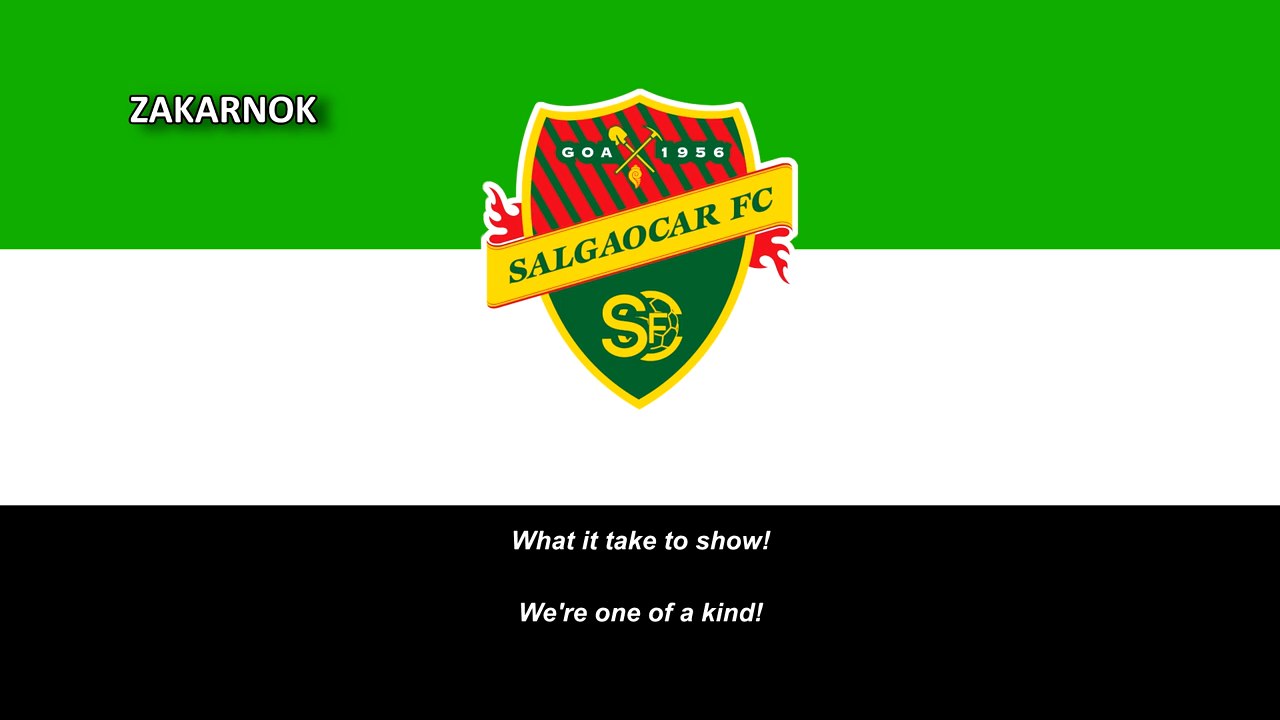 ZAKARNOK
GOA 1956
SALGAOCAR FC
SFC
What it take to show!
We're one of a kind!